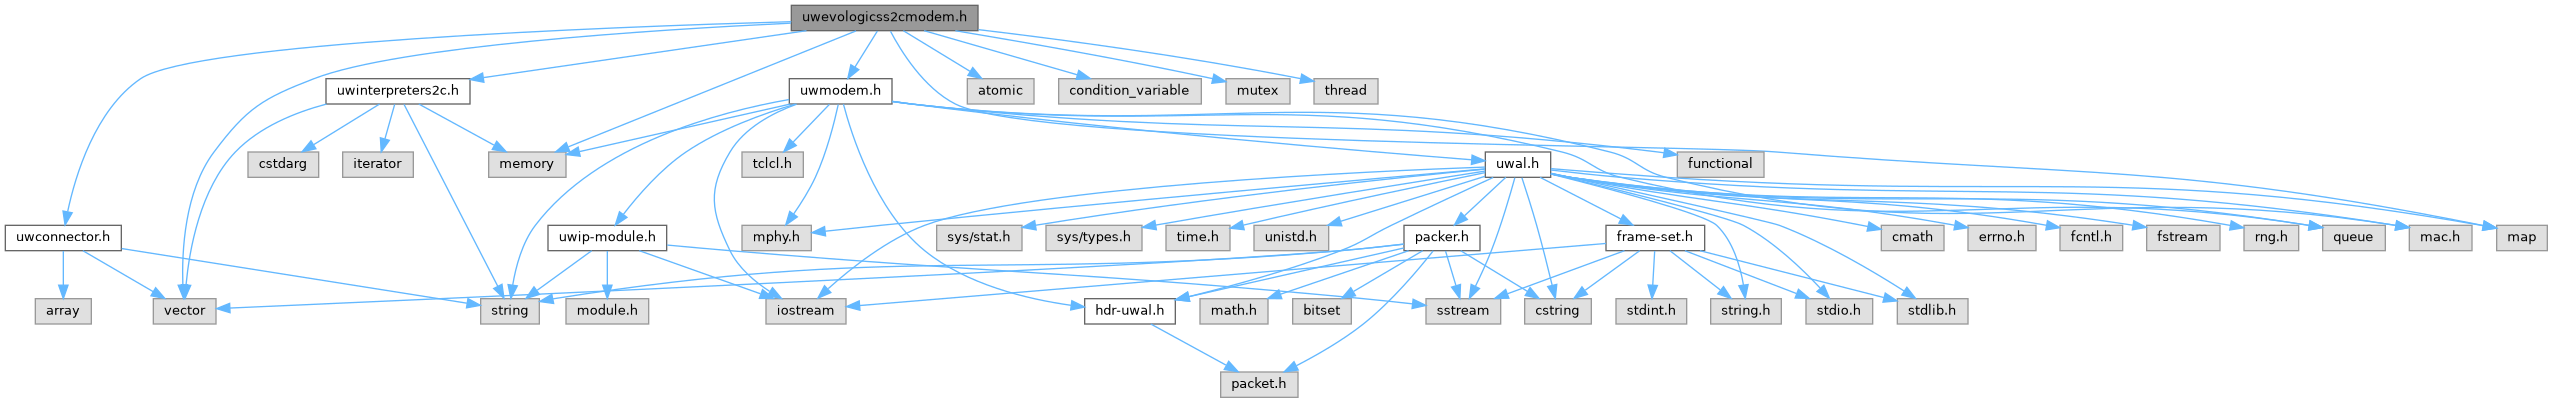 uwevologicss2cmodem.h
uwinterpreters2c.h
uwmodem.h
atomic
condition_variable
mutex
thread
cstdarg
iterator
memory
tclcl.h
uwal.h
functional
uwconnector.h
uwip-module.h
mphy.h
sys/stat.h
sys/types.h
time.h
unistd.h
packer.h
frame-set.h
cmath
errno.h
fcntl.h
fstream
rng.h
queue
mac.h
map
array
vector
string
module.h
iostream
hdr-uwal.h
math.h
bitset
sstream
cstring
stdint.h
string.h
stdio.h
stdlib.h
packet.h